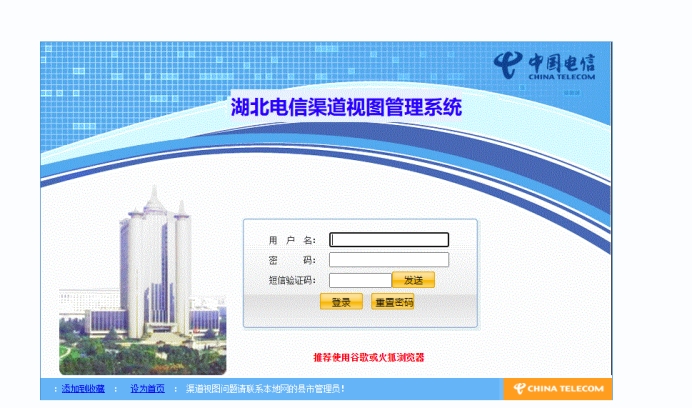 中国电信
CHINA TELECOM
湖北电信渠道视图管理系统
用 户 名:
密 码:
短信验证码: 发送
登录 重置密码
推荐使用谷歌或火狐浏览器
: 添加到收藏 : 设为首页 : 渠道视图问题请联系本地网的县市管理员! CHINA TELECOM